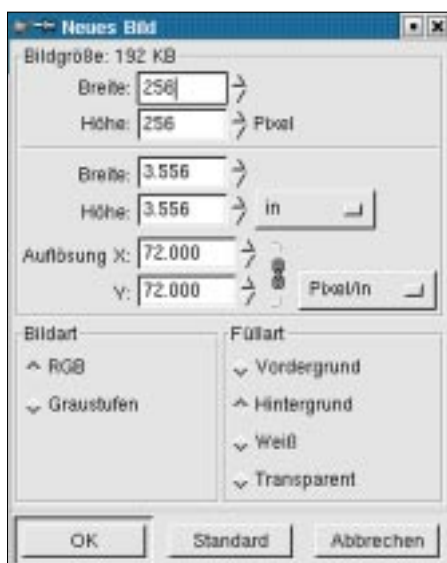 Neues Bild
Bildgröße: 192 KB
Breite: 256
Höhe: 256 Pixel
Breite: 3.556
Höhe: 3.556 in
Auflösung X: 72.000
Y: 72.000 Pixel/in
Bildart
RGB
Graustufen
Füllart
Vordergrund
Hintergrund
Weiß
Transparent
OK Standard Abbrechen